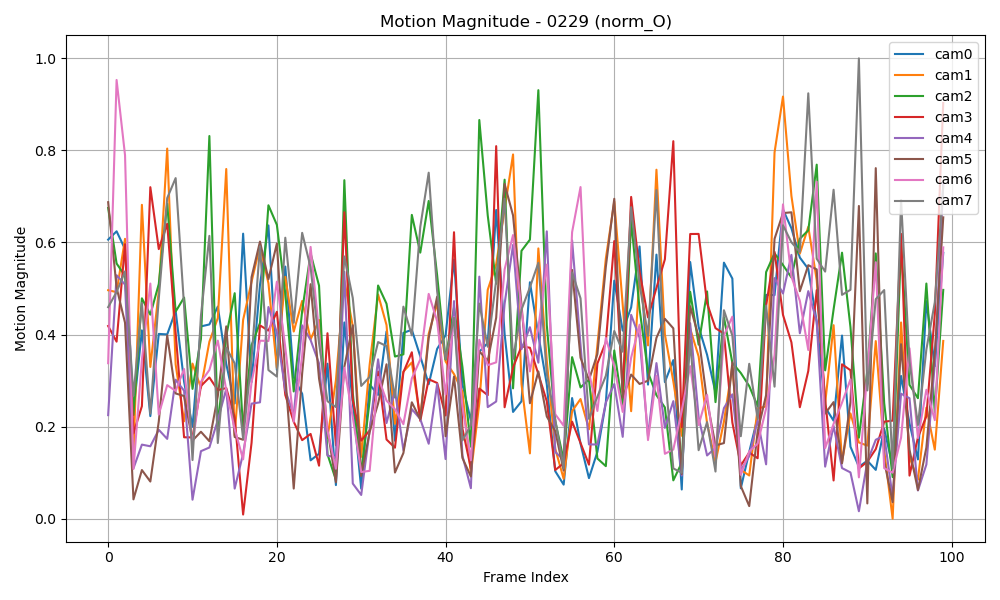 Motion Magnitude - 0229 (norm_O)
Motion Magnitude
1.0
0.8
0.6
0.4
0.2
0.0
0
20
40
60
80
100
Frame Index
cam0
cam1
cam2
cam3
cam4
cam5
cam6
cam7